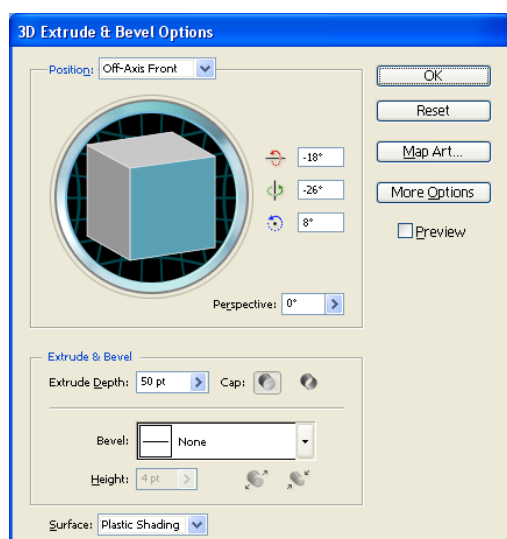 3D Extrude & Bevel Options
Position: Off-Axis Front
OK
Reset
-18°
Map Art...
-26°
More Options
8°
Preview
Perspective: 0°
Extrude & Bevel
Extrude Depth: 50 pt Cap:
Bevel: None
Height: 4 pt
Surface: Plastic Shading